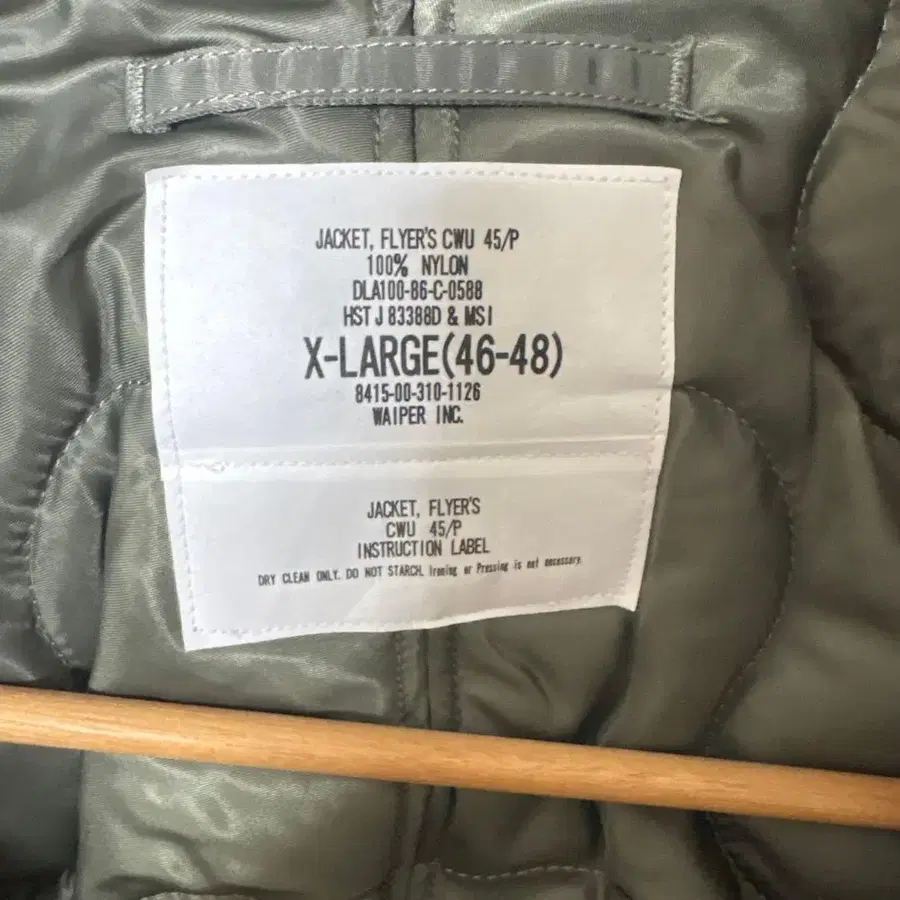 JACKET, FLYER'S CWU 45/P
100% NYLON
DLA100-86-C-0588
HST J 83388D & MSI
X-LARGE(46-48)
8415-00-310-1126
WAIPER INC.
JACKET, FLYER'S
CWU 45/P
INSTRUCTION LABEL
DRY CLEAN ONLY. DO NOT STARCH. Ironing or Pressing is not necessary.